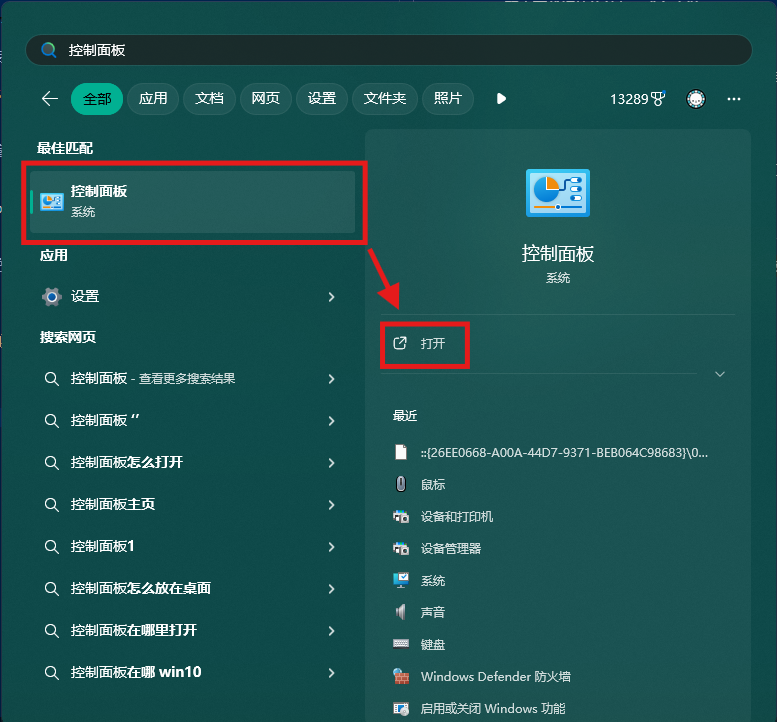 控制面板
全部 应用 文档 网页 设置 文件夹 照片 13289
最佳匹配
控制面板
系统
应用
设置
搜索网页
控制面板 - 查看更多搜索结果
控制面板 ‘’
控制面板怎么打开
控制面板主页
控制面板1
控制面板怎么放在桌面
控制面板在哪里打开
控制面板在哪 win10
控制面板
系统
打开
最近
::{26EE0668-A00A-44D7-9371-BEB064C98683}\0...
鼠标
设备和打印机
设备管理器
系统
声音
键盘
Windows Defender 防火墙
启用或关闭 Windows 功能